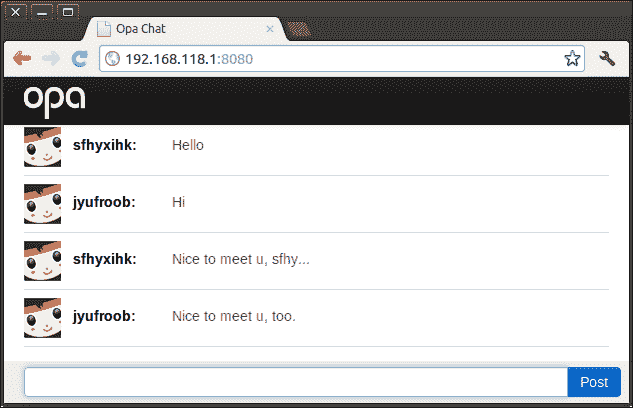 Opa Chat
192.168.118.1:8080
opa
sfhyxihk: Hello
jyufroob: Hi
sfhyxihk: Nice to meet u, sfhy...
jyufroob: Nice to meet u, too.
Post